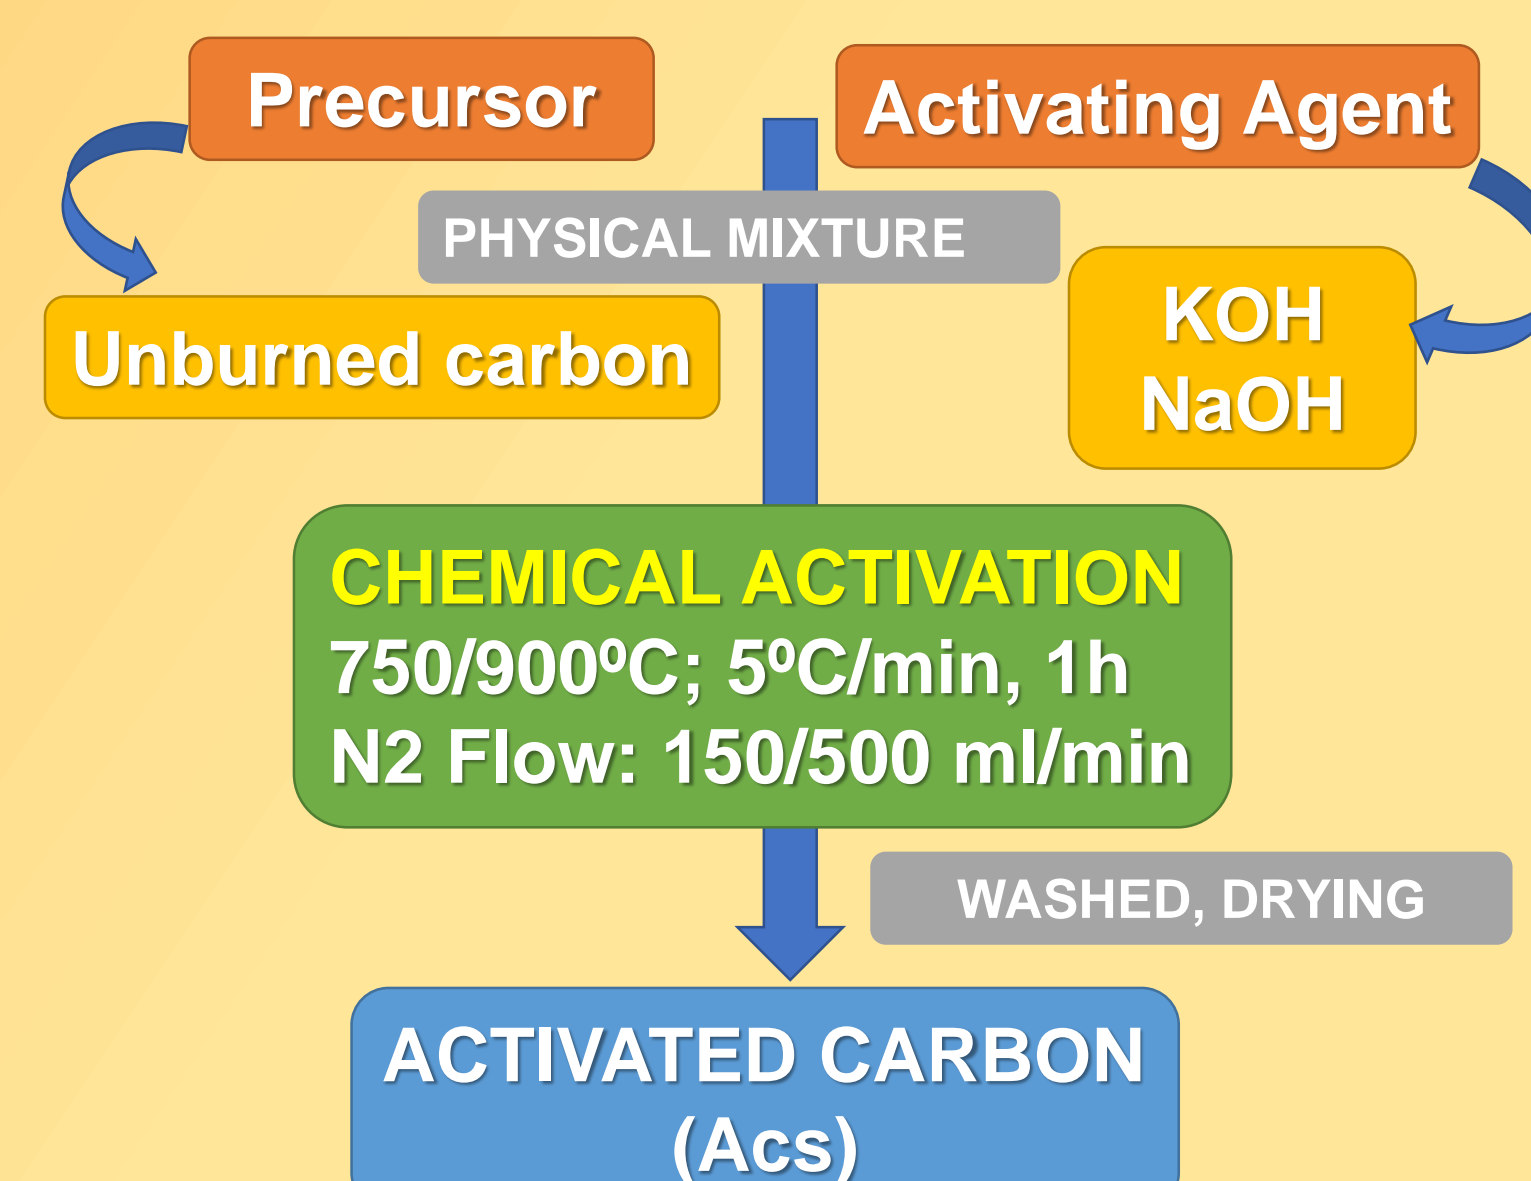 Precursor
Activating Agent
PHYSICAL MIXTURE
Unburned carbon
KOH
NaOH
CHEMICAL ACTIVATION
750/900ºC; 5ºC/min, 1h
N2 Flow: 150/500 ml/min
WASHED, DRYING
ACTIVATED CARBON
(Acs)